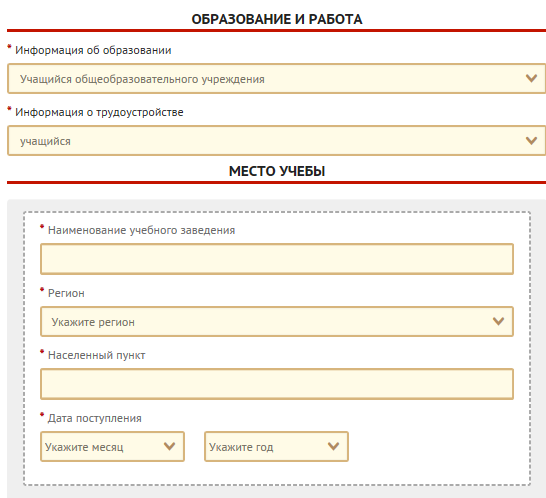 ОБРАЗОВАНИЕ И РАБОТА
* Информация об образовании
Учащийся общеобразовательного учреждения
* Информация о трудоустройстве
учащийся
МЕСТО УЧЕБЫ
* Наименование учебного заведения
* Регион
Укажите регион
* Населенный пункт
* Дата поступления
Укажите месяц Укажите год